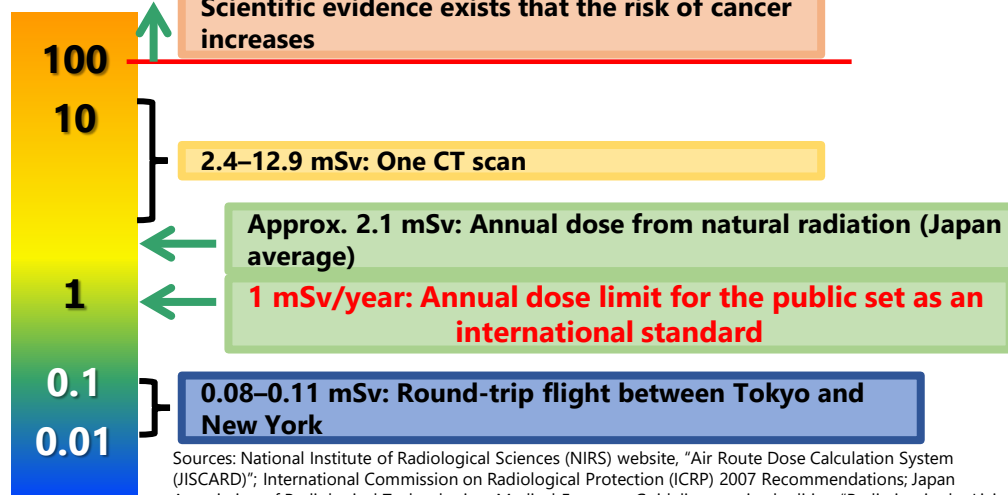 Scientific evidence exists that the risk of cancer
increases
100
10
2.4–12.9 mSv: One CT scan
Approx. 2.1 mSv: Annual dose from natural radiation (Japan
average)
1
1 mSv/year: Annual dose limit for the public set as an
international standard
0.1
0.08–0.11 mSv: Round-trip flight between Tokyo and
New York
0.01
Sources: National Institute of Radiological Sciences (NIRS) website, “Air Route Dose Calculation System
(JISCARD)”; International Commission on Radiological Protection (ICRP) 2007 Recommendations; Japan